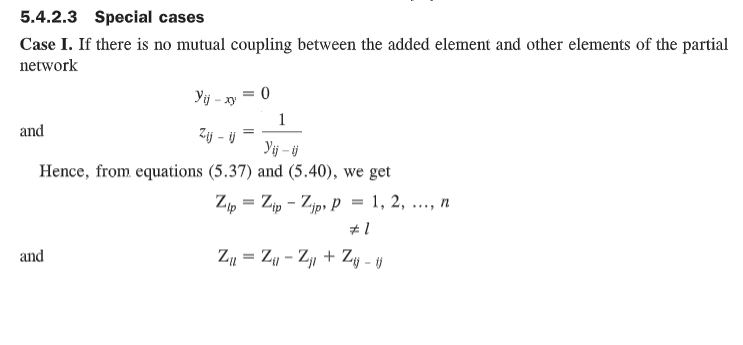 5.4.2.3 Special cases
Case I. If there is no mutual coupling between the added element and other elements of the partial
network
y_{ij – xy} = 0
and z_{ij – ij} = \frac{1}{y_{ij – ij}}
Hence, from equations (5.37) and (5.40), we get
Z_{lp} = Z_{ip} – Z_{jp}, p = 1, 2, ..., n
≠ l
and Z_{ll} = Z_{il} – Z_{jl} + Z_{ij – ij}